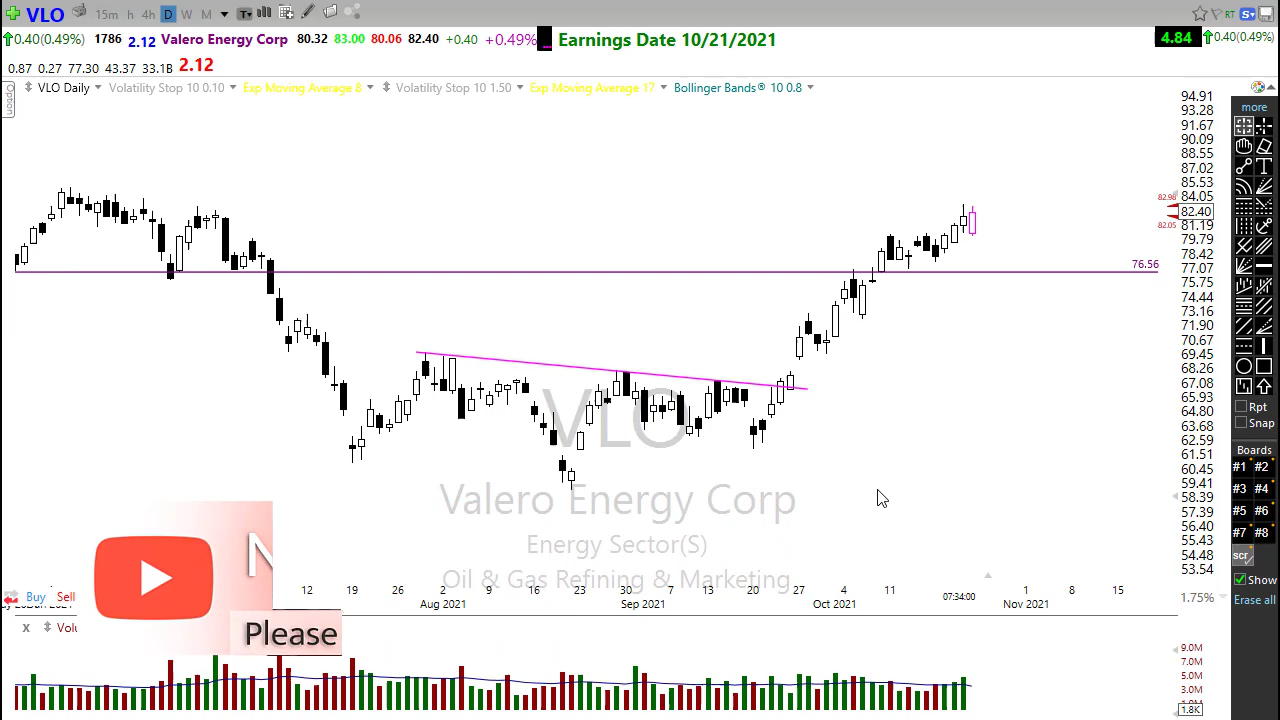 VLO 15m h 4h D W M T RT S
0.40(0.49%) 1786 2.12 Valero Energy Corp 80.32 83.00 80.06 82.40 +0.40 +0.49% Earnings Date 10/21/2021 4.84 0.40(0.49%)
0.87 0.27 77.30 43.37 33.1B 2.12
Option
VLO Daily Volatility Stop 10 0.10 Exp Moving Average 8 Volatility Stop 10 1.50 Exp Moving Average 17 Bollinger Bands® 10 0.8
94.91
93.28
91.67
90.09
88.55
87.02
85.53
84.05
82.98
82.40
82.05
81.19
79.79
78.42
77.07
76.56
75.75
74.44
73.16
71.90
70.67
69.45
68.26
67.08
65.93
64.80
63.68
62.59
61.51
60.45
59.41
58.39
57.39
56.40
55.43
54.48
53.54
more
Rpt
Snap
Boards
#1 #2
#3 #4
#5 #6
#7 #8
scr
Show
Erase all
VLO
Valero Energy Corp
Energy Sector(S)
Oil & Gas Refining & Marketing
Buy Sell
12 19 26 2 9 16 23 30 7 13 20 27 4 11 07:34:00 1 8 15 1.75%
Aug 2021 Sep 2021 Oct 2021 Nov 2021
N
Please
X Volu
9.0M
7.0M
5.0M
3.0M
1.8K